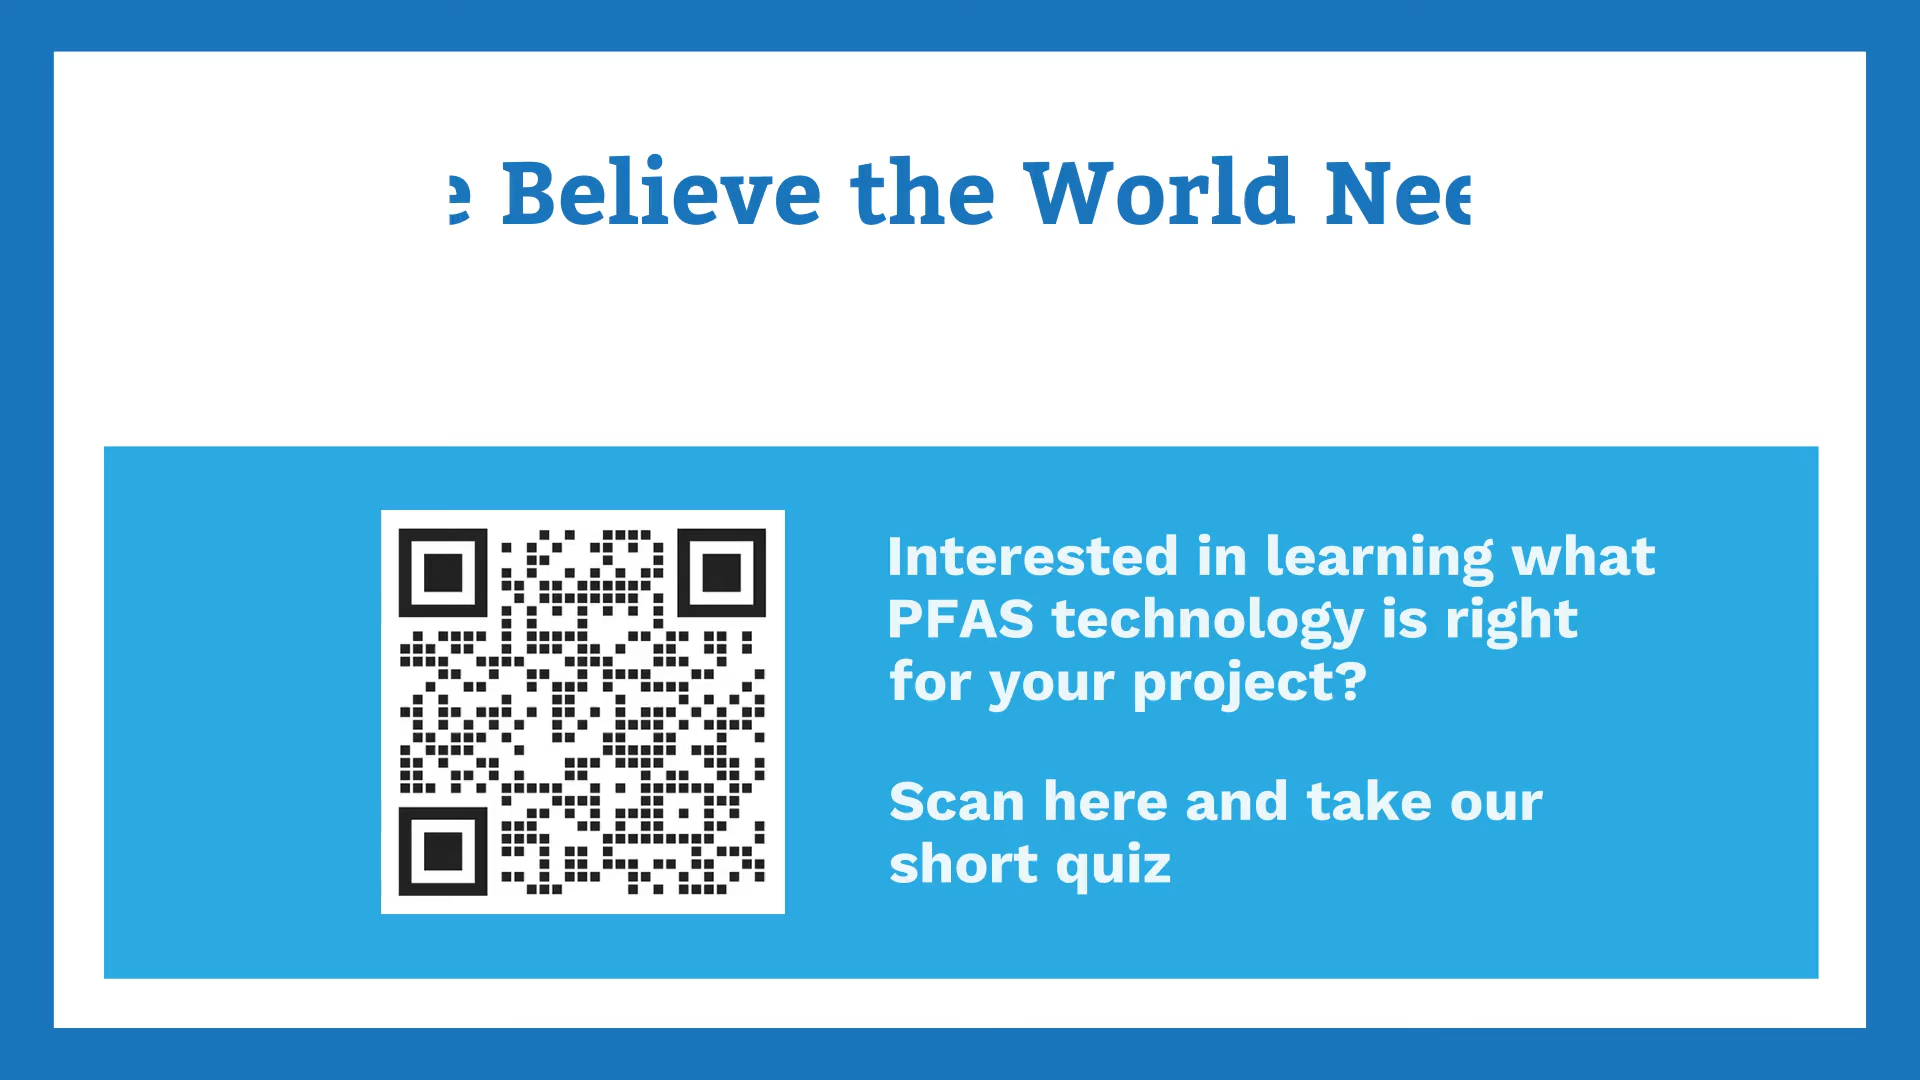 e Believe the World Nee
Interested in learning what
PFAS technology is right
for your project?
Scan here and take our
short quiz